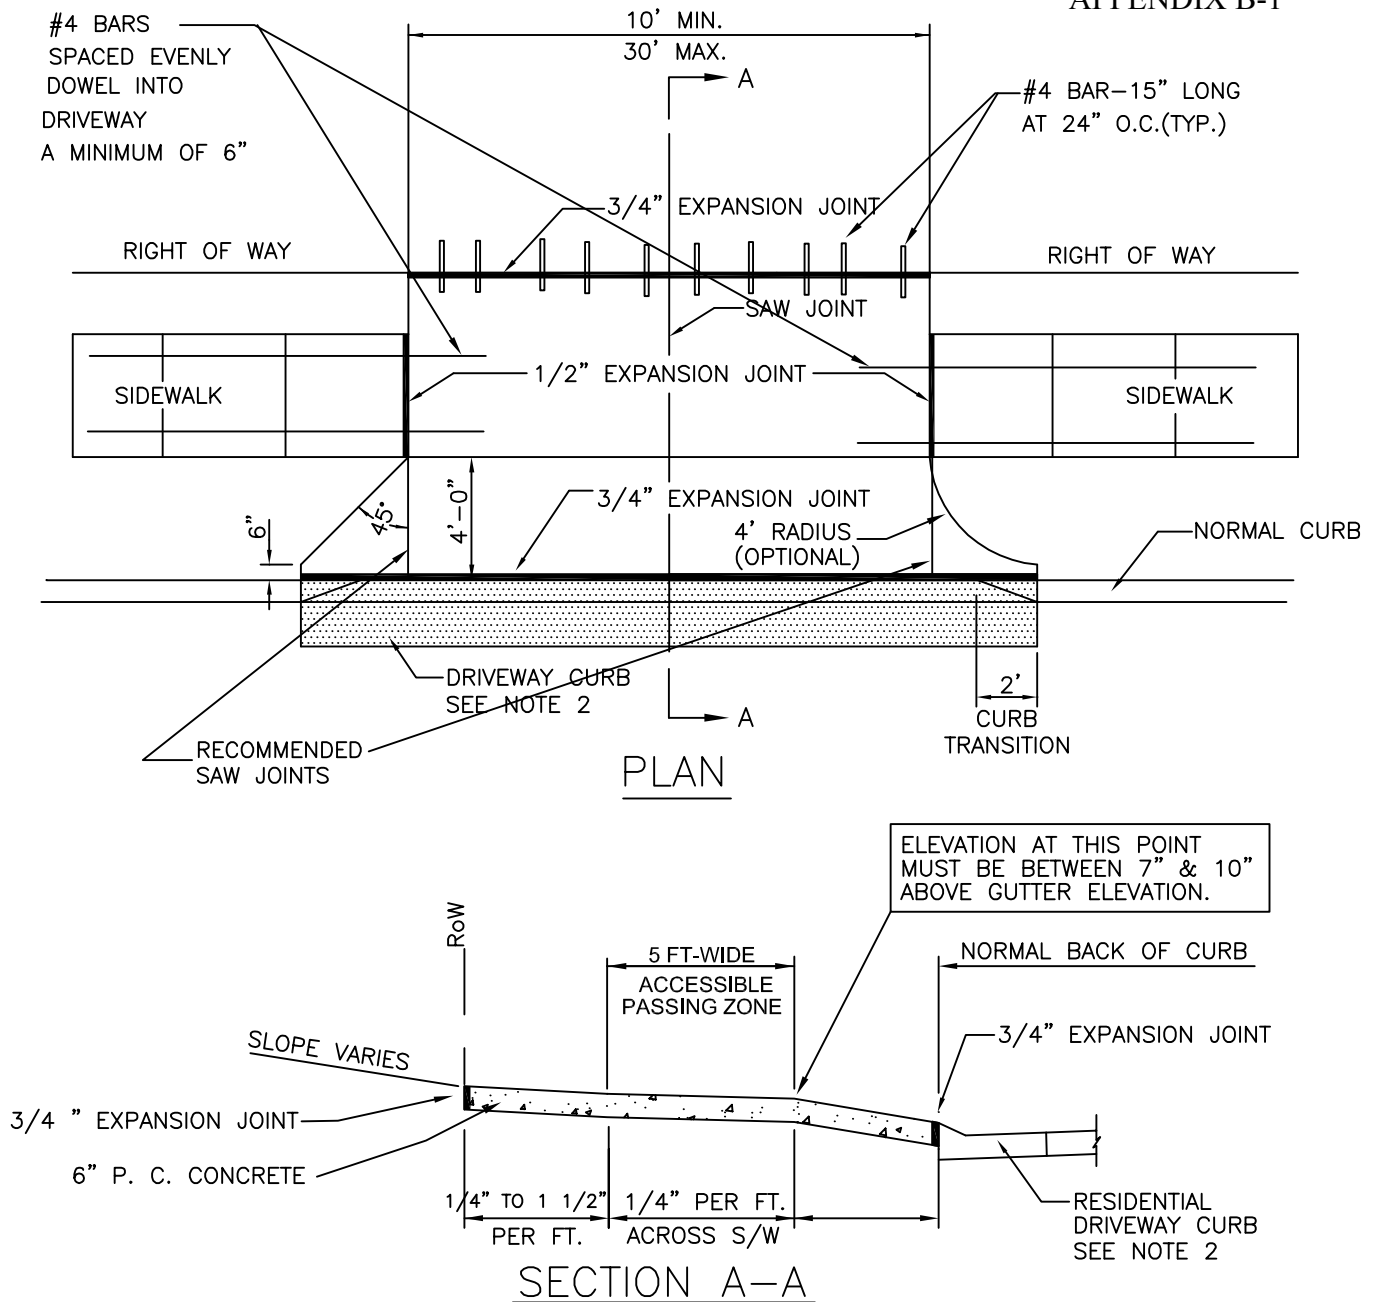 APPENDIX B-1
#4 BARS
SPACED EVENLY
DOWEL INTO
DRIVEWAY
A MINIMUM OF 6”
10’ MIN.
30’ MAX.
A
#4 BAR-15” LONG
AT 24” O.C.(TYP.)
3/4” EXPANSION JOINT
RIGHT OF WAY
RIGHT OF WAY
SAW JOINT
1/2” EXPANSION JOINT
SIDEWALK
SIDEWALK
6”
45°
4’-0”
3/4” EXPANSION JOINT
4’ RADIUS
(OPTIONAL)
NORMAL CURB
DRIVEWAY CURB
SEE NOTE 2
2’
CURB
TRANSITION
A
RECOMMENDED
SAW JOINTS
PLAN
ELEVATION AT THIS POINT
MUST BE BETWEEN 7” & 10”
ABOVE GUTTER ELEVATION.
RoW
5 FT-WIDE
ACCESSIBLE
PASSING ZONE
NORMAL BACK OF CURB
SLOPE VARIES
3/4” EXPANSION JOINT
3/4 ” EXPANSION JOINT
6” P. C. CONCRETE
1/4” TO 1 1/2”
PER FT.
1/4” PER FT.
ACROSS S/W
RESIDENTIAL
DRIVEWAY CURB
SEE NOTE 2
SECTION A-A